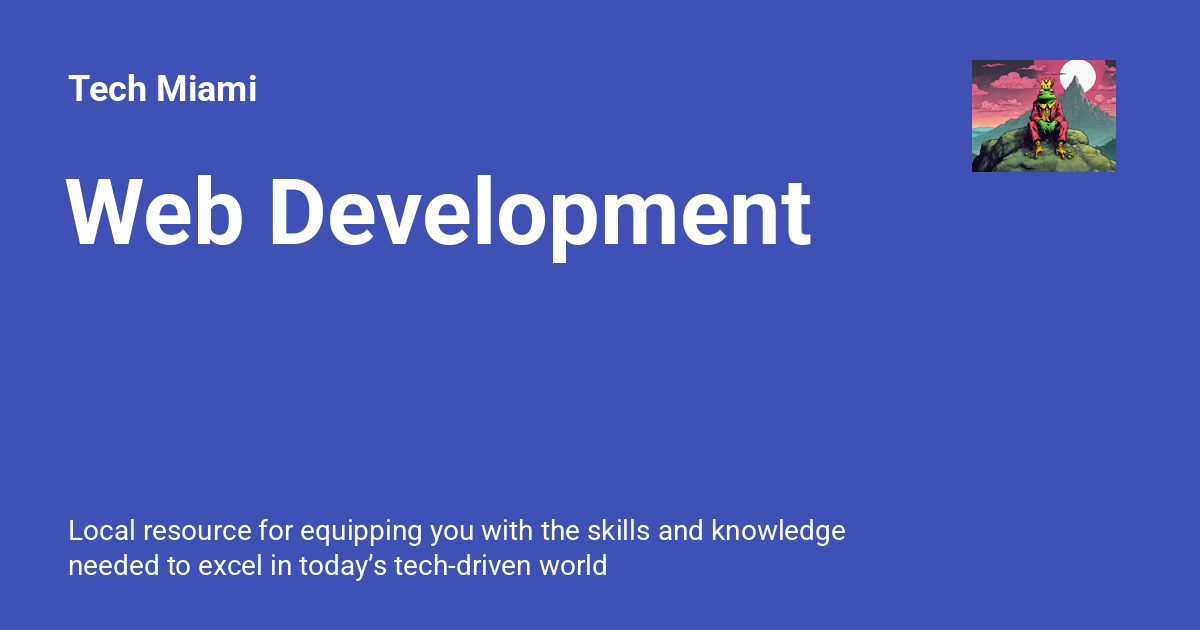 Tech Miami
Web Development
Local resource for equipping you with the skills and knowledge
needed to excel in today’s tech-driven world